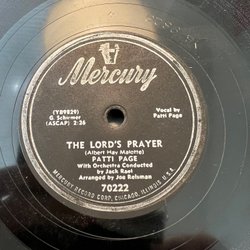 Mercury
(YB9829)
G. Schirmer
(ASCAP) 2:36
Vocal by
Patti Page
THE LORD'S PRAYER
(Albert Hay Malotte)
PATTI PAGE
With Orchestra Conducted
by Jack Rael
Arranged by Joe Reisman
70222
MERCURY RECORD CORP. CHICAGO, ILLINOIS, U.S.A.